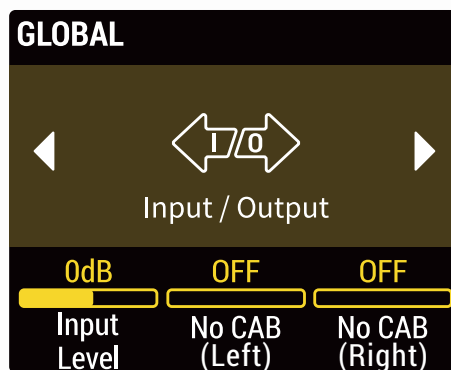 GLOBAL
I/O
Input / Output
0dB OFF OFF
Input No CAB No CAB
Level (Left) (Right)